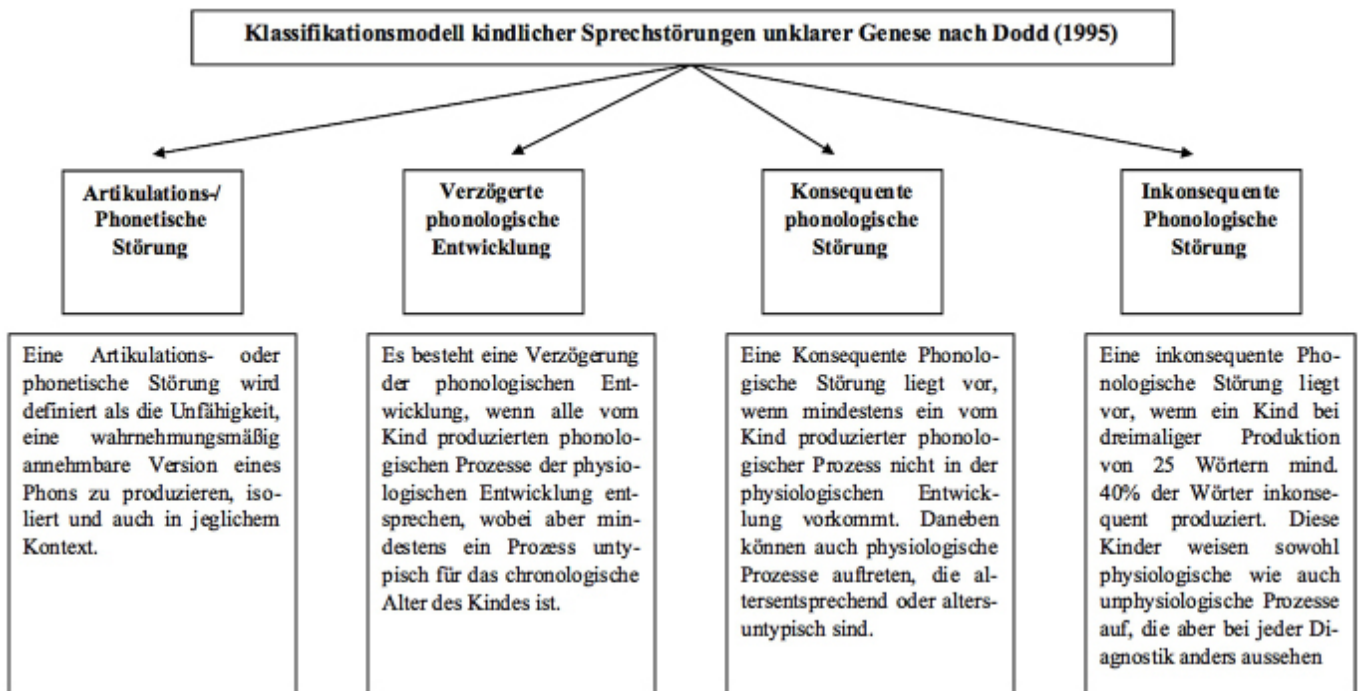 Klassifikationsmodell kindlicher Sprechstörungen unklarer Genese nach Dodd (1995)
Artikulations-/
Phonetische
Störung
Verzögerte
phonologische
Entwicklung
Konsequente
phonologische
Störung
Inkonsequente
Phonologische
Störung
Eine Artikulations- oder
phonetische Störung wird
definiert als die Unfähigkeit,
eine wahrnehmungsmäßig
annehmbare Version eines
Phons zu produzieren, iso-
liert und auch in jeglichem
Kontext.
Es besteht eine Verzögerung
der phonologischen Ent-
wicklung, wenn alle vom
Kind produzierten phonolo-
gischen Prozesse der physio-
logischen Entwicklung ent-
sprechen, wobei aber min-
destens ein Prozess unty-
pisch für das chronologische
Alter des Kindes ist.
Eine Konsequente Phonolo-
gische Störung liegt vor,
wenn mindestens ein vom
Kind produzierter phonolo-
gischer Prozess nicht in der
physiologischen Entwick-
lung vorkommt. Daneben
können auch physiologische
Prozesse auftreten, die al-
tersentsprechend oder alters-
untypisch sind.
Eine inkonsequente Pho-
nologische Störung liegt
vor, wenn ein Kind bei
dreimaliger Produktion
von 25 Wörtern mind.
40% der Wörter inkonse-
quent produziert. Diese
Kinder weisen sowohl
physiologische wie auch
unphysiologische Prozesse
auf, die aber bei jeder Di-
agnostik anders aussehen